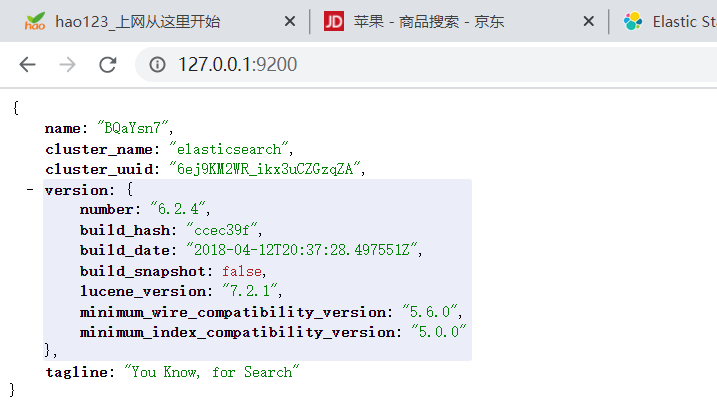 hao123_上网从这里开始
JD 苹果 - 商品搜索 - 京东
Elastic St
127.0.0.1:9200
{
name: "BQaYsn7",
cluster_name: "elasticsearch",
cluster_uuid: "6ej9KM2WR_ikx3uCZGzqZA",
- version: {
number: "6.2.4",
build_hash: "ccec39f",
build_date: "2018-04-12T20:37:28.497551Z",
build_snapshot: false,
lucene_version: "7.2.1",
minimum_wire_compatibility_version: "5.6.0",
minimum_index_compatibility_version: "5.0.0"
},
tagline: "You Know, for Search"
}